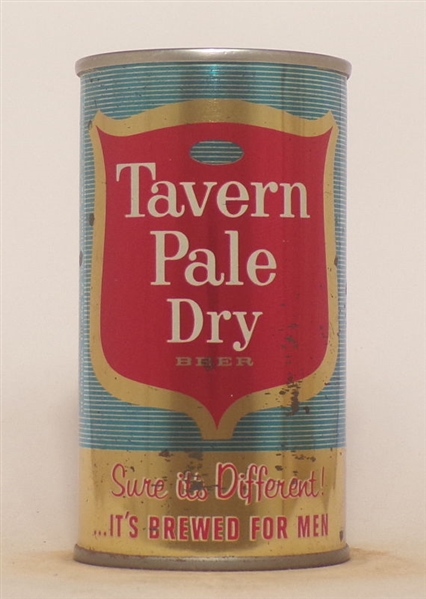 Tavern
Pale
Dry
BEER
Sure it's Different!
...IT'S BREWED FOR MEN